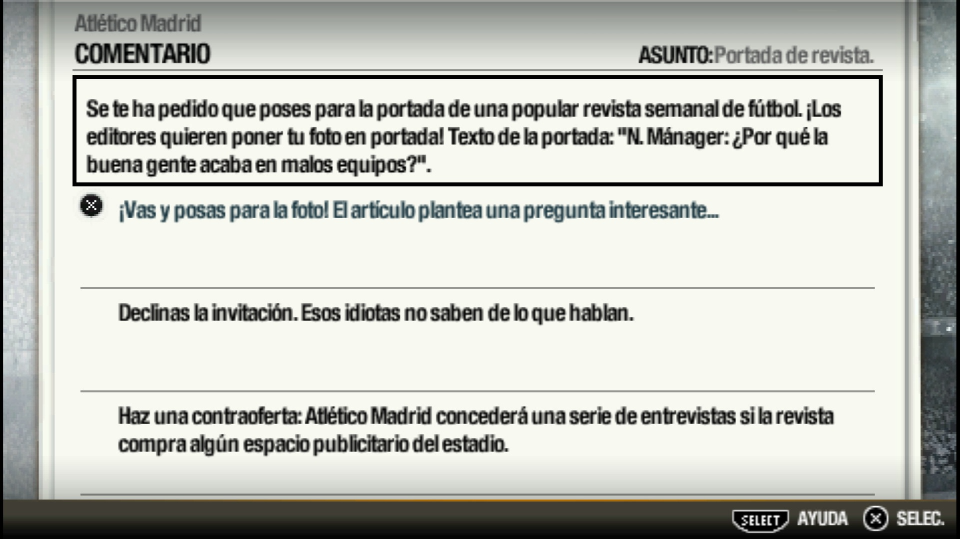 Atlético Madrid
COMENTARIO
ASUNTO: Portada de revista.
Se te ha pedido que poses para la portada de una popular revista semanal de fútbol. ¡Los
editores quieren poner tu foto en portada! Texto de la portada: "N. Mánager: ¿Por qué la
buena gente acaba en malos equipos?".
¡Vas y posas para la foto! El artículo plantea una pregunta interesante...
Declinas la invitación. Esos idiotas no saben de lo que hablan.
Haz una contraoferta: Atlético Madrid concederá una serie de entrevistas si la revista
compra algún espacio publicitario del estadio.
SELECT AYUDA SELEC.